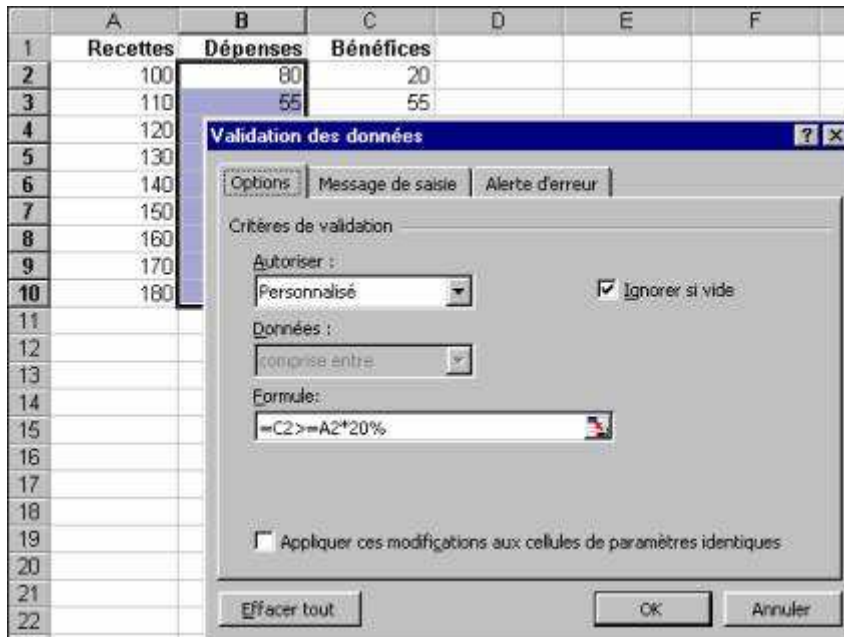 A B C D E F
1 Recettes Dépenses Bénéfices
2 100 80 20
3 110 55 55
4 120
5 130
6 140
7 150
8 160
9 170
10 180
11
12
13
14
15
16
17
18
19
20
21
22
Validation des données
Options Message de saisie Alerte d'erreur
Critères de validation
Autoriser :
Personnalisé Ignorer si vide
Données :
comprise entre
Formule:
=C2>=A2*20%
Appliquer ces modifications aux cellules de paramètres identiques
Effacer tout OK Annuler